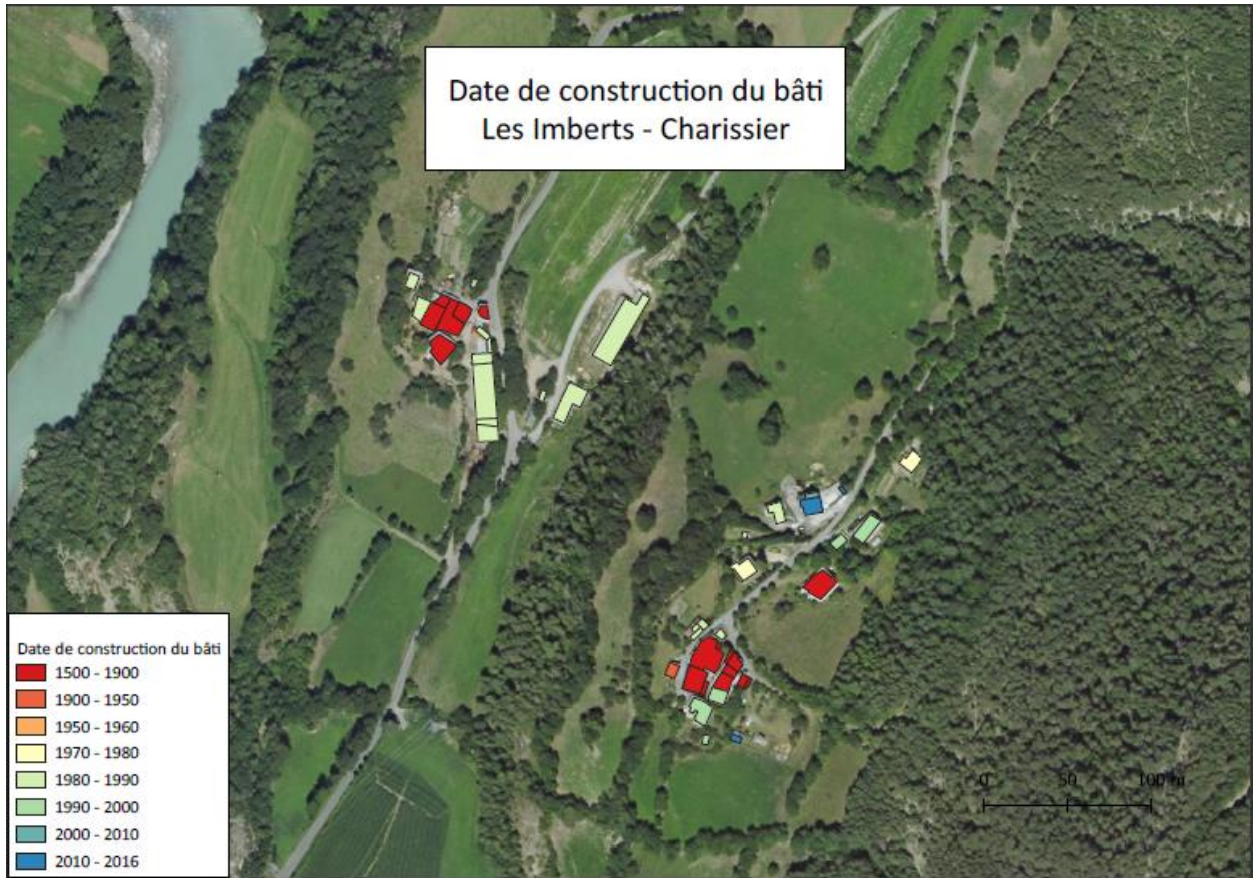 Date de construction du bâti
Les Imberts - Charissier
Date de construction du bâti
1500 - 1900
1900 - 1950
1950 - 1960
1970 - 1980
1980 - 1990
1990 - 2000
2000 - 2010
2010 - 2016
0 50 100 m